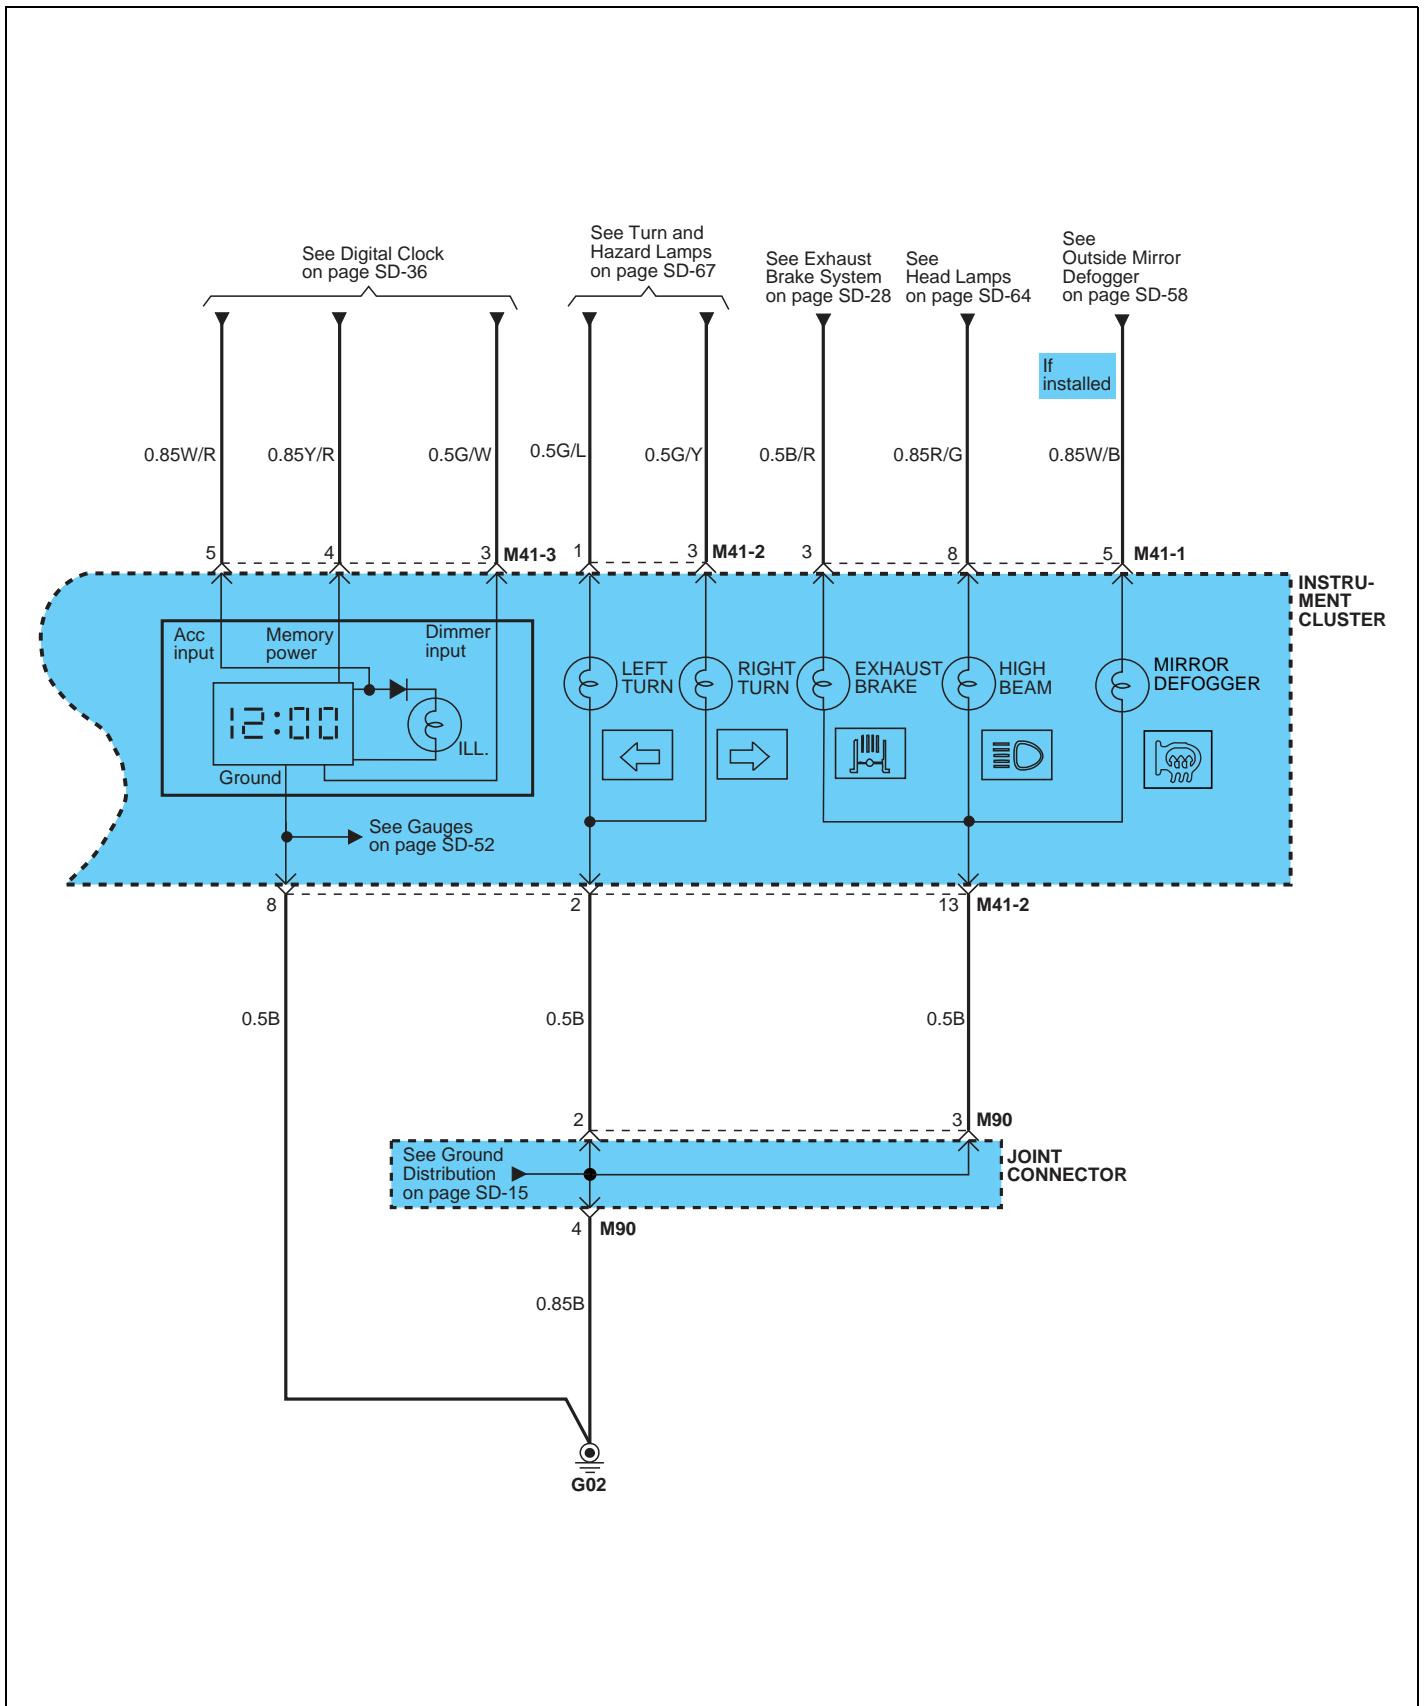 See Digital Clock
on page SD-36
See Turn and
Hazard Lamps
on page SD-67
See Exhaust
Brake System
on page SD-28
See
Head Lamps
on page SD-64
See
Outside Mirror
Defogger
on page SD-58
If
installed
0.85W/R
0.85Y/R
0.5G/W
0.5G/L
0.5G/Y
0.5B/R
0.85R/G
0.85W/B
5
4
3
M41-3
1
3
M41-2
3
8
5
M41-1
INSTRU-
MENT
CLUSTER
Acc
input
Memory
power
Dimmer
input
12:00
ILL.
Ground
LEFT
TURN
RIGHT
TURN
EXHAUST
BRAKE
HIGH
BEAM
MIRROR
DEFOGGER
See Gauges
on page SD-52
8
2
13
M41-2
0.5B
0.5B
0.5B
2
3
M90
See Ground
Distribution
on page SD-15
JOINT
CONNECTOR
4
M90
0.85B
G02